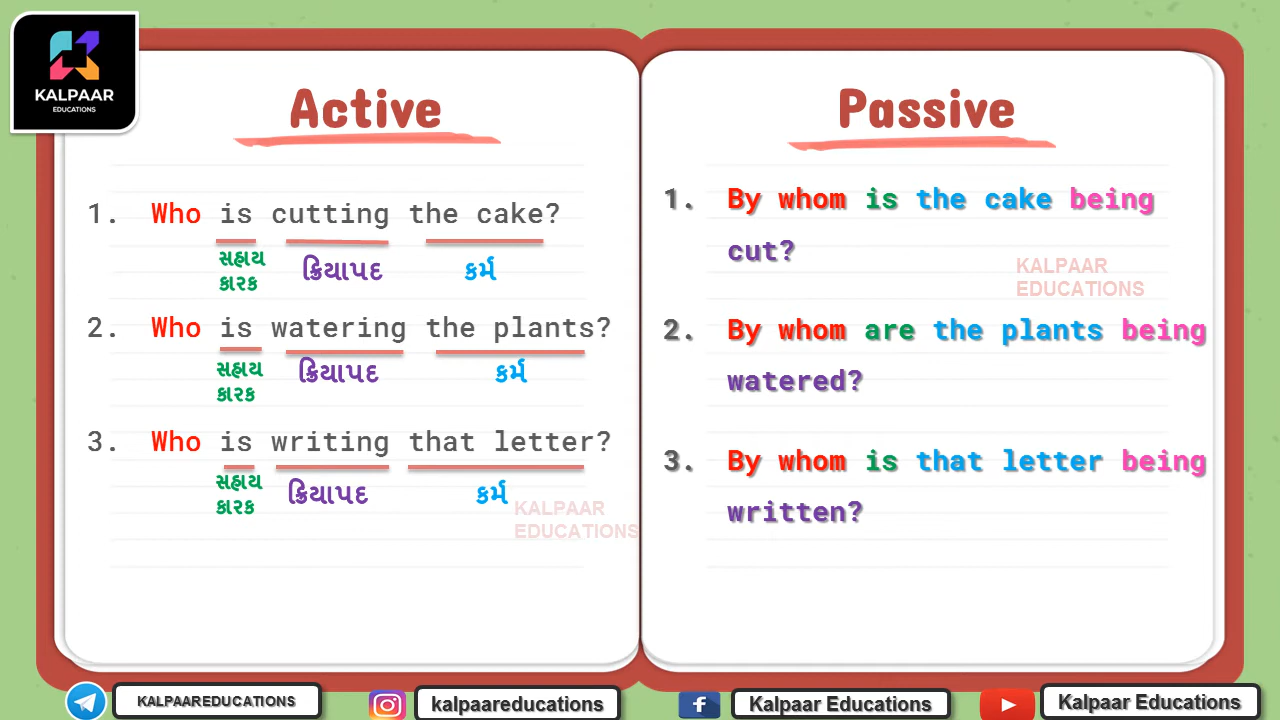 KALPAAR
EDUCATIONS
Active
1. Who is cutting the cake?
સહાય ક્રિયાપદ કર્મ
કારક
2. Who is watering the plants?
સહાય ક્રિયાપદ કર્મ
કારક
3. Who is writing that letter?
સહાય ક્રિયાપદ કર્મ
કારક
KALPAAR
EDUCATIONS
Passive
1. By whom is the cake being
cut?
KALPAAR
EDUCATIONS
2. By whom are the plants being
watered?
3. By whom is that letter being
written?
KALPAAREDUCATIONS
kalpaareducations
Kalpaar Educations
Kalpaar Educations